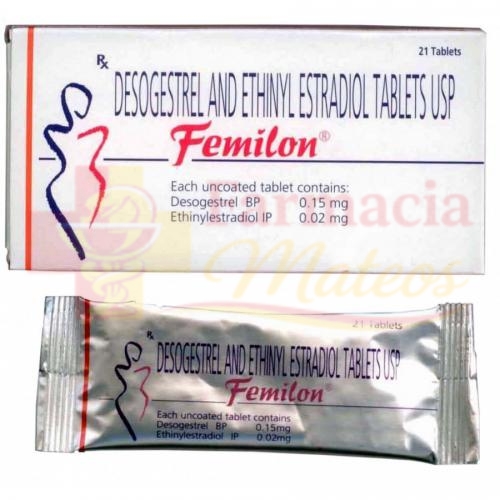 21 Tablets
Rx
DESOGESTREL AND ETHINYL ESTRADIOL TABLETS USP
Femilon®
Each uncoated tablet contains:
Desogestrel BP 0.15 mg
Ethinylestradiol IP 0.02 mg
Farmacia
Mateos
21 Tablets
Rx
DESOGESTREL AND ETHINYL ESTRADIOL TABLETS USP
Femilon®
Each uncoated tablet contains
Desogestrel BP 0.15mg
Ethinylestradiol IP 0.02mg